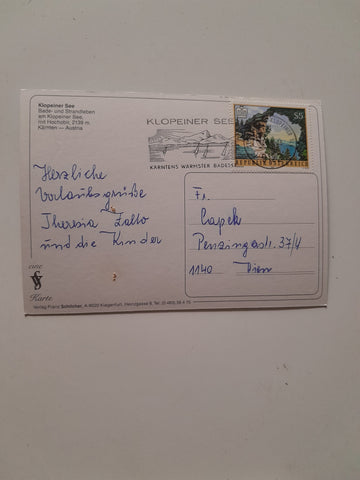 Klopeiner See
Bade- und Strandleben
am Klopeiner See,
mit Hochobir, 2139 m.
Kärnten — Austria
KLOPEINER SEE
KÄRNTENS WÄRMSTER BADESEE
S5
REPUBLIK ÖSTERREICH
Herzliche
Urlaubsgrüße
Theresia
und die Kinder
Fr.
Capek
Penzingerstr. 37/4
1140 Wien
eine
Karte
Verlag Franz Schilcher, A-9020 Klagenfurt,